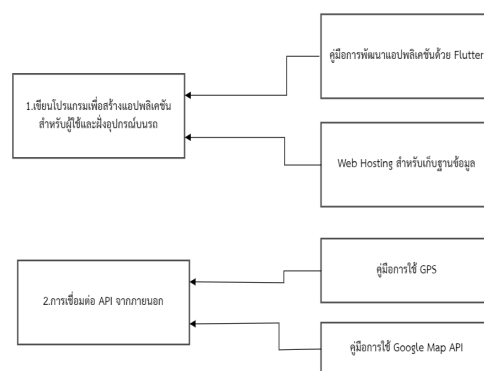 คู่มือการพัฒนาแอปพลิเคชันด้วย Flutter
1.เขียนโปรแกรมเพื่อสร้างแอปพลิเคชัน
สำหรับผู้ใช้และฝั่งอุปกรณ์บนรถ
Web Hosting สำหรับเก็บฐานข้อมูล
คู่มือการใช้ GPS
2.การเชื่อมต่อ API จากภายนอก
คู่มือการใช้ Google Map API